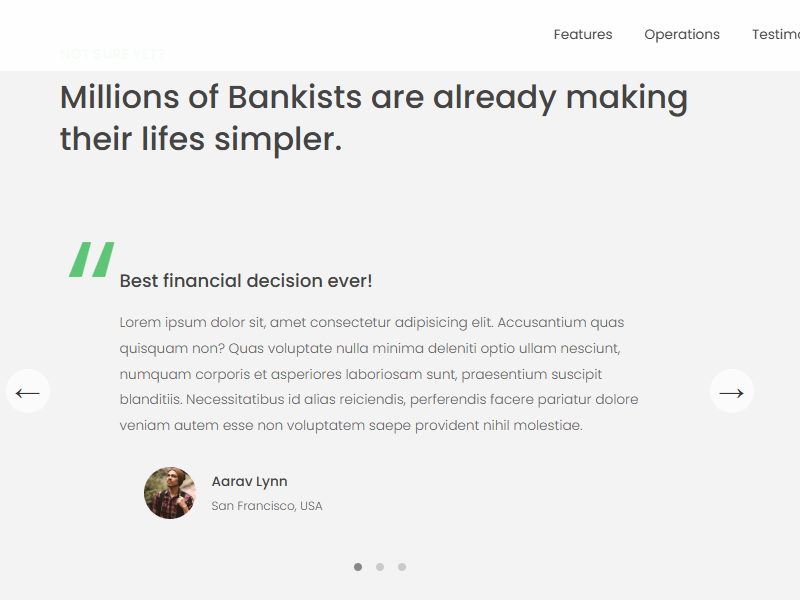 Features Operations Testimo
NOT SURE YET?
Millions of Bankists are already making
their lifes simpler.
Best financial decision ever!
Lorem ipsum dolor sit, amet consectetur adipisicing elit. Accusantium quas
quisquam non? Quas voluptate nulla minima deleniti optio ullam nesciunt,
numquam corporis et asperiores laboriosam sunt, praesentium suscipit
blanditiis. Necessitatibus id alias reiciendis, perferendis facere pariatur dolore
veniam autem esse non voluptatem saepe provident nihil molestiae.
Aarav Lynn
San Francisco, USA